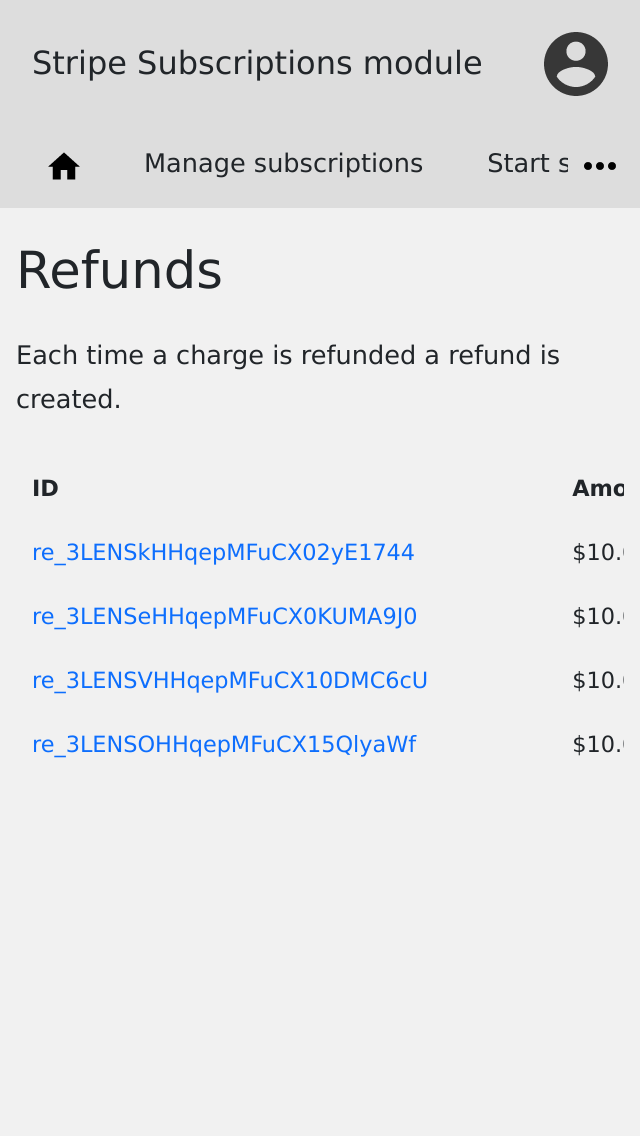 Stripe Subscriptions module
Manage subscriptions Start s
Refunds
Each time a charge is refunded a refund is
created.
ID Amo
re_3LENSkHHqepMFuCX02yE1744 $10.
re_3LENSeHHqepMFuCX0KUMA9J0 $10.
re_3LENSVHHqepMFuCX10DMC6cU $10.
re_3LENSOHHqepMFuCX15QlyaWf $10.